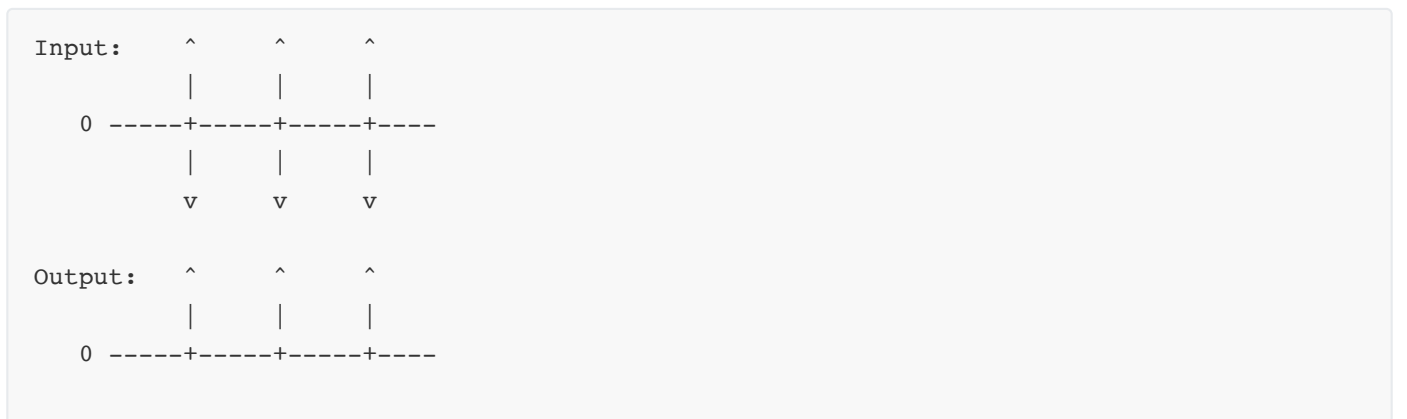 Input:    ^     ^     ^
          |     |     |
   0 -----+-----+-----+----
          |     |     |
          v     v     v
Output:   ^     ^     ^
          |     |     |
   0 -----+-----+-----+----